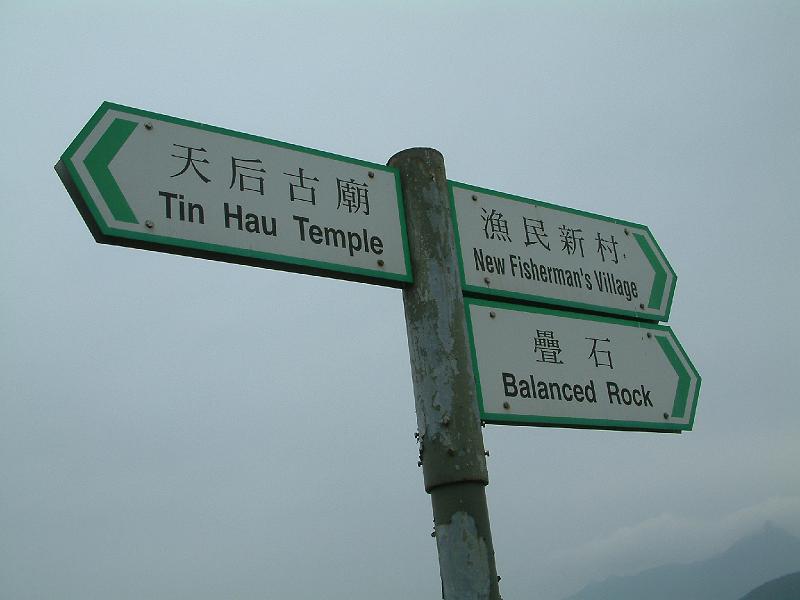 天后古廟
Tin Hau Temple
漁民新村
New Fisherman's Village
疊石
Balanced Rock